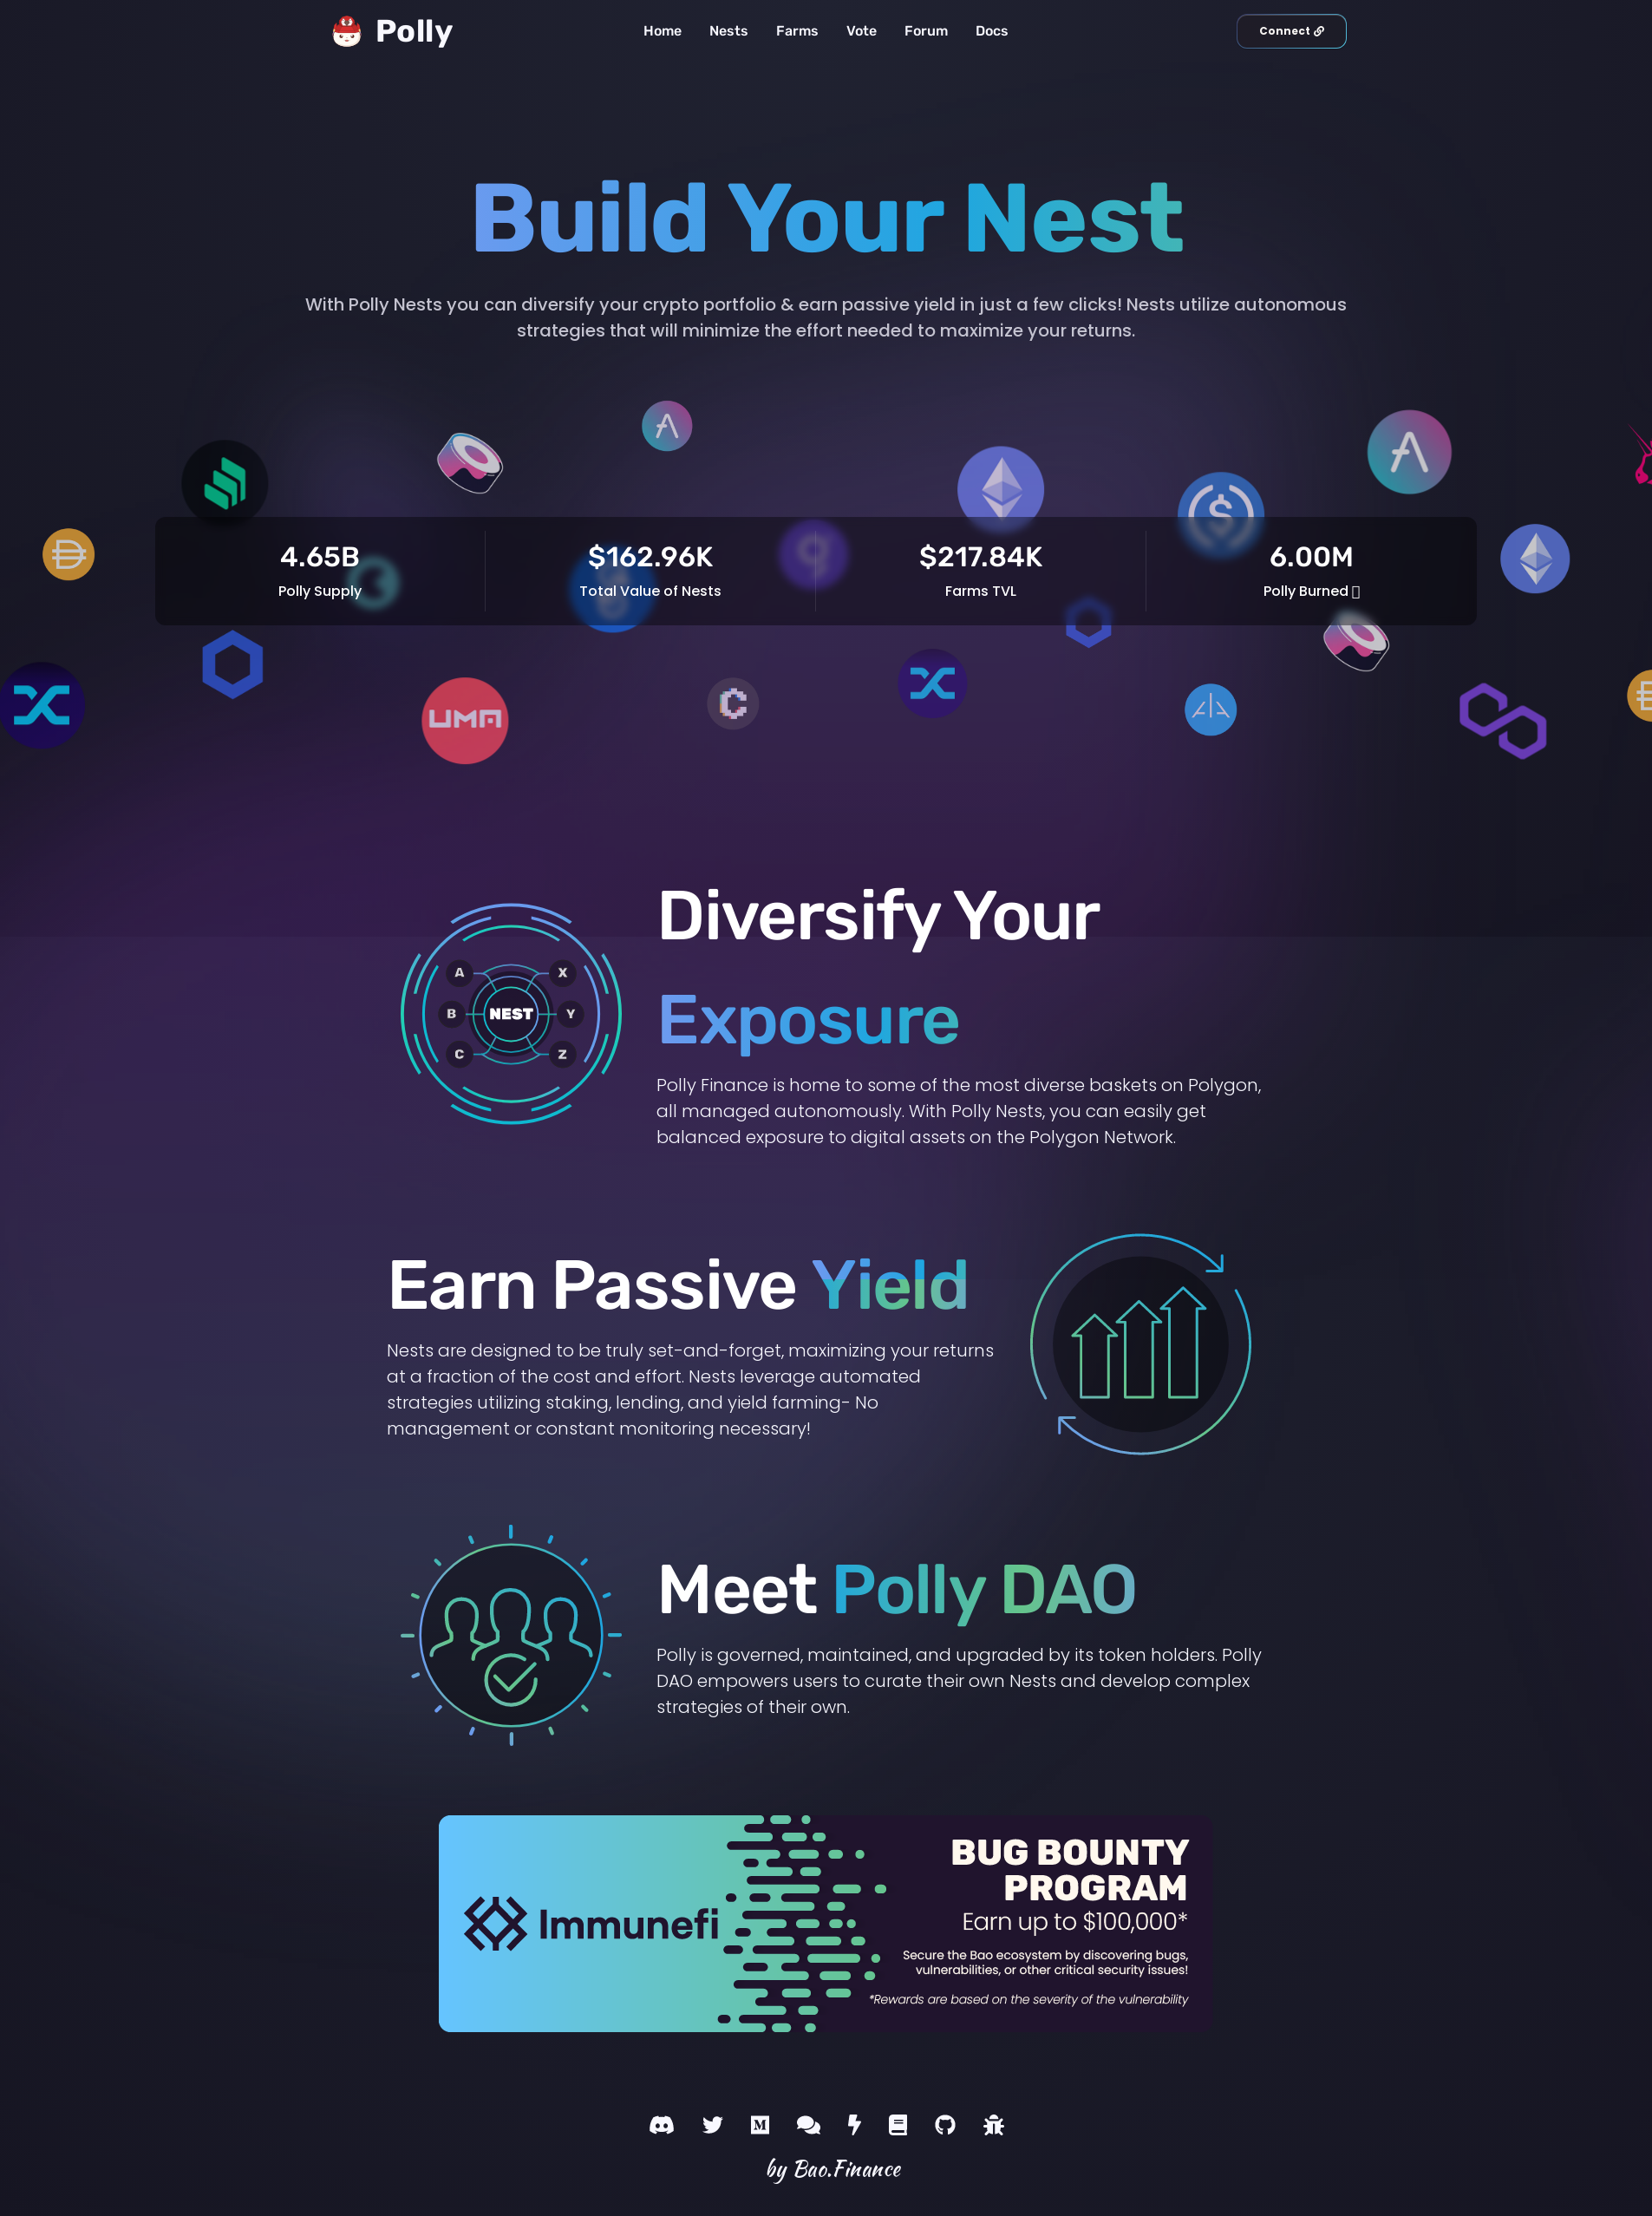 Polly
Home Nests Farms Vote Forum Docs
Connect
Build Your Nest
With Polly Nests you can diversify your crypto portfolio & earn passive yield in just a few clicks! Nests utilize autonomous
strategies that will minimize the effort needed to maximize your returns.
4.65B
Polly Supply
$162.96K
Total Value of Nests
$217.84K
Farms TVL
6.00M
Polly Burned
UMA
Diversify Your
Exposure
A
B
C
NEST
X
Y
Z
Polly Finance is home to some of the most diverse baskets on Polygon,
all managed autonomously. With Polly Nests, you can easily get
balanced exposure to digital assets on the Polygon Network.
Earn Passive Yield
Nests are designed to be truly set-and-forget, maximizing your returns
at a fraction of the cost and effort. Nests leverage automated
strategies utilizing staking, lending, and yield farming- No
management or constant monitoring necessary!
Meet Polly DAO
Polly is governed, maintained, and upgraded by its token holders. Polly
DAO empowers users to curate their own Nests and develop complex
strategies of their own.
Immunefi
BUG BOUNTY
PROGRAM
Earn up to $100,000*
Secure the Bao ecosystem by discovering bugs,
vulnerabilities, or other critical security issues!
*Rewards are based on the severity of the vulnerability
by Bao.Finance